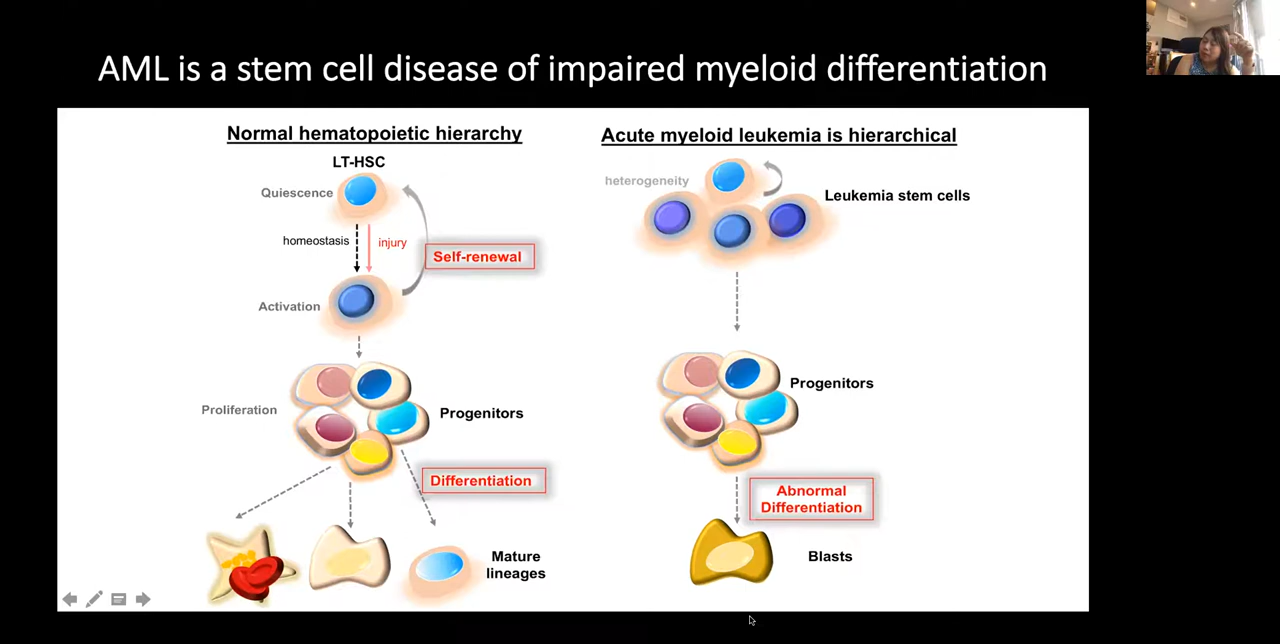 AML is a stem cell disease of impaired myeloid differentiation
Normal hematopoietic hierarchy
LT-HSC
Quiescence
homeostasis
injury
Self-renewal
Activation
Proliferation
Progenitors
Differentiation
Mature
lineages
Acute myeloid leukemia is hierarchical
heterogeneity
Leukemia stem cells
Progenitors
Abnormal
Differentiation
Blasts